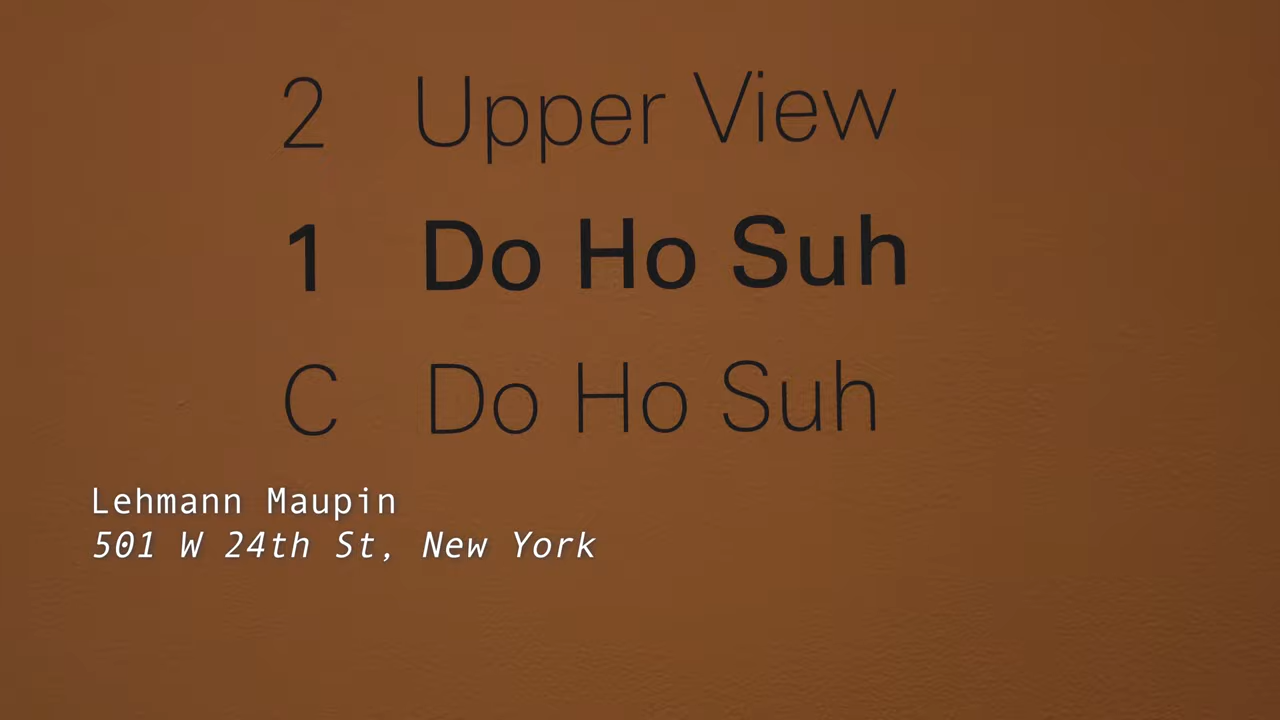 2 Upper View
1 Do Ho Suh
C Do Ho Suh
Lehmann Maupin
501 W 24th St, New York